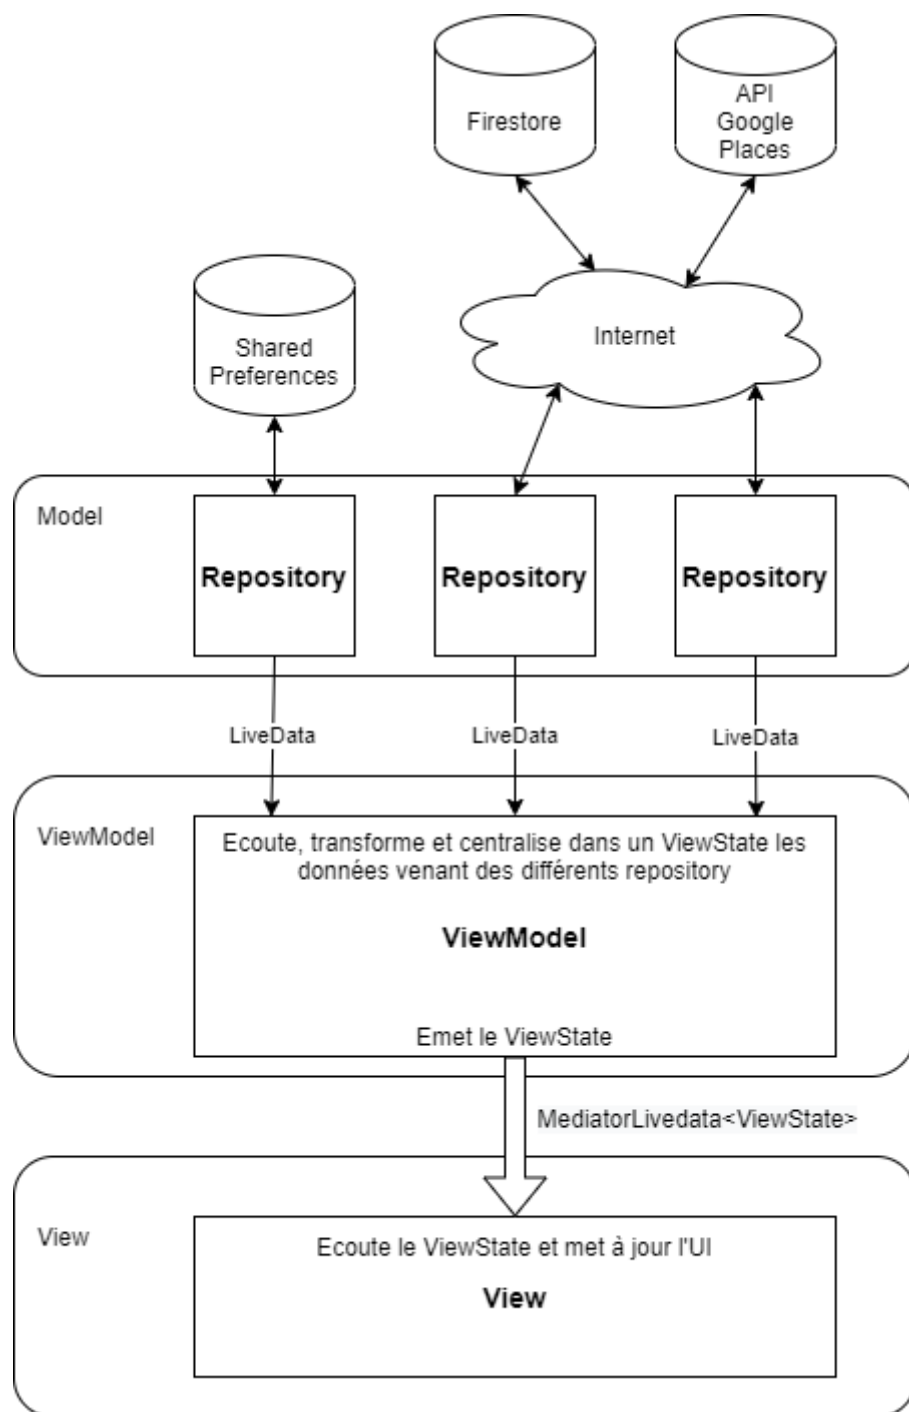 Firestore
API
Google
Places
Internet
Shared
Preferences
Model
Repository
Repository
Repository
LiveData
LiveData
LiveData
ViewModel
Ecoute, transforme et centralise dans un ViewState les
données venant des différents repository
ViewModel
Emet le ViewState
MediatorLivedata<ViewState>
View
Ecoute le ViewState et met à jour l'UI
View